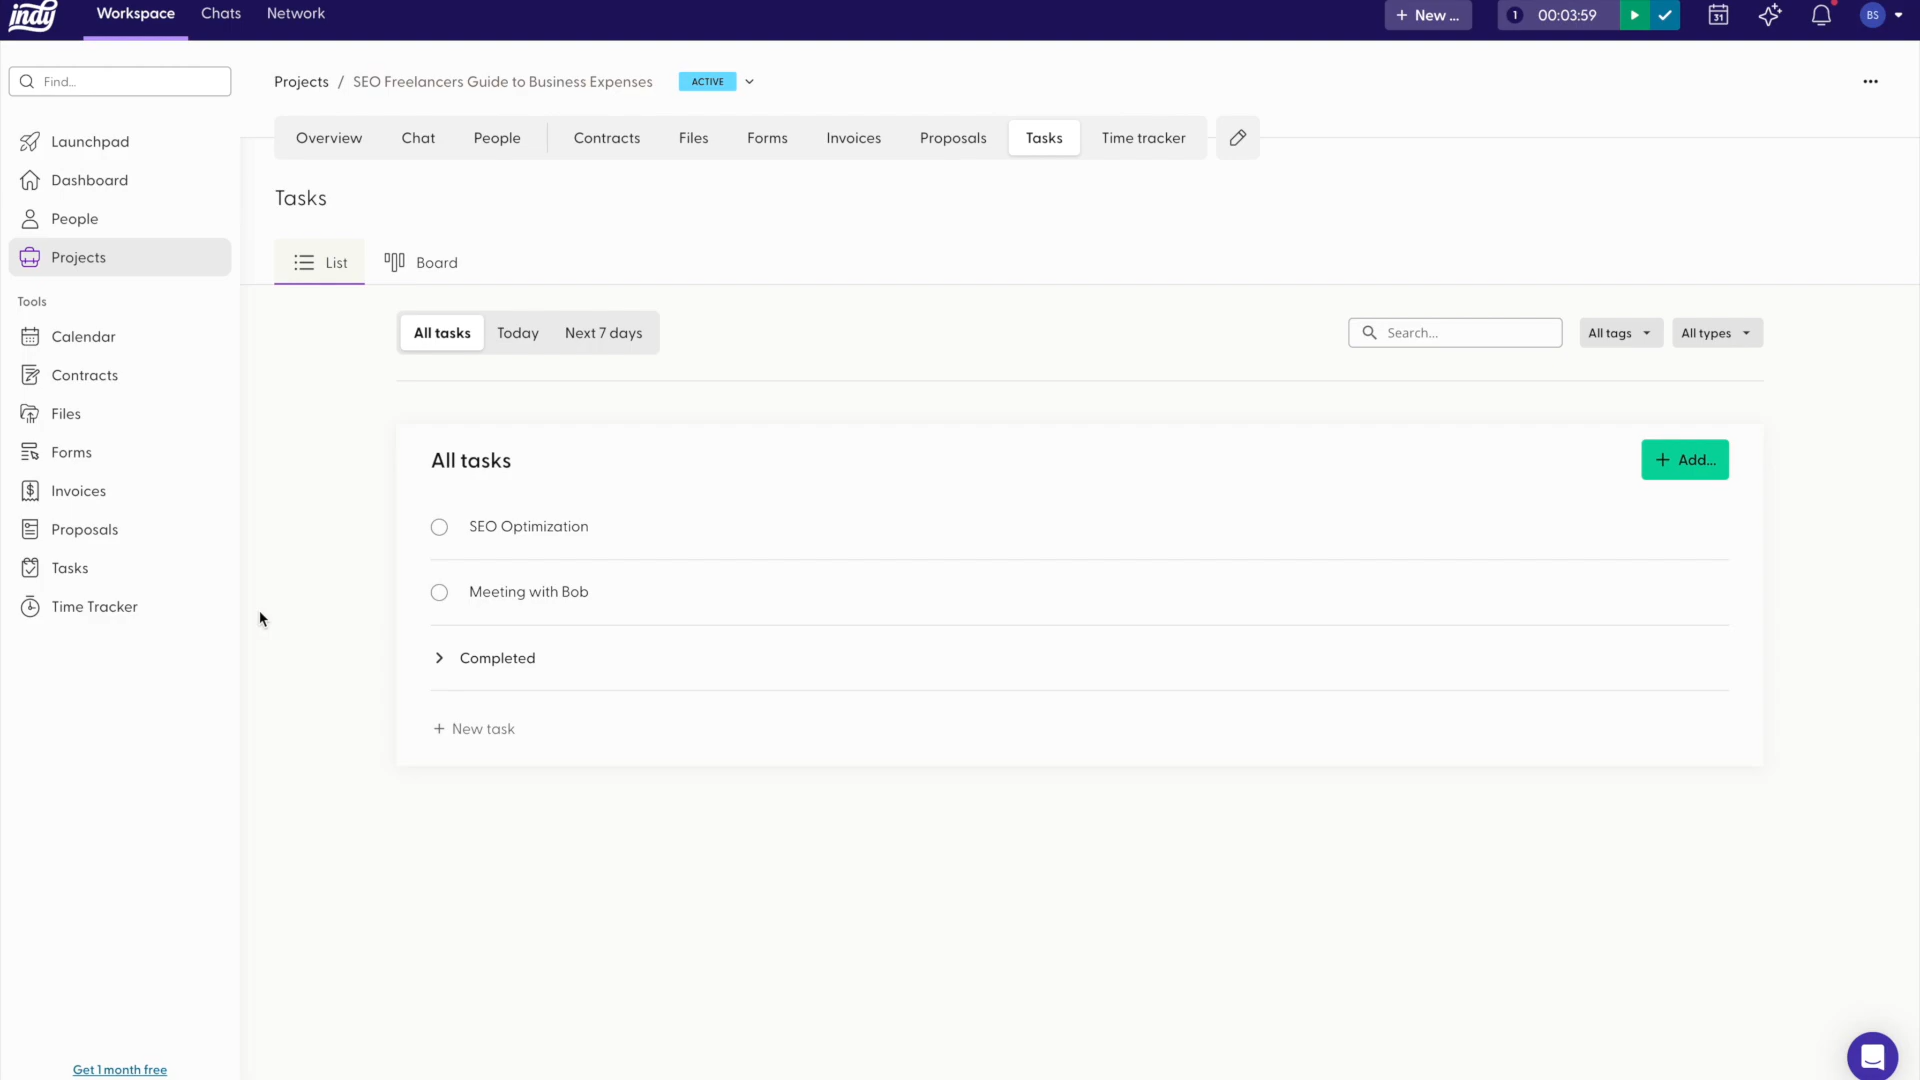 indy
Workspace
Chats
Network
+ New ...
1
00:03:59
31
BS
Find...
Projects / SEO Freelancers Guide to Business Expenses
ACTIVE
Launchpad
Dashboard
People
Projects
Tools
Calendar
Contracts
Files
Forms
Invoices
Proposals
Tasks
Time Tracker
Get 1 month free
Overview
Chat
People
Contracts
Files
Forms
Invoices
Proposals
Tasks
Time tracker
Tasks
List
Board
All tasks
Today
Next 7 days
Search...
All tags
All types
All tasks
+ Add...
SEO Optimization
Meeting with Bob
Completed
+ New task